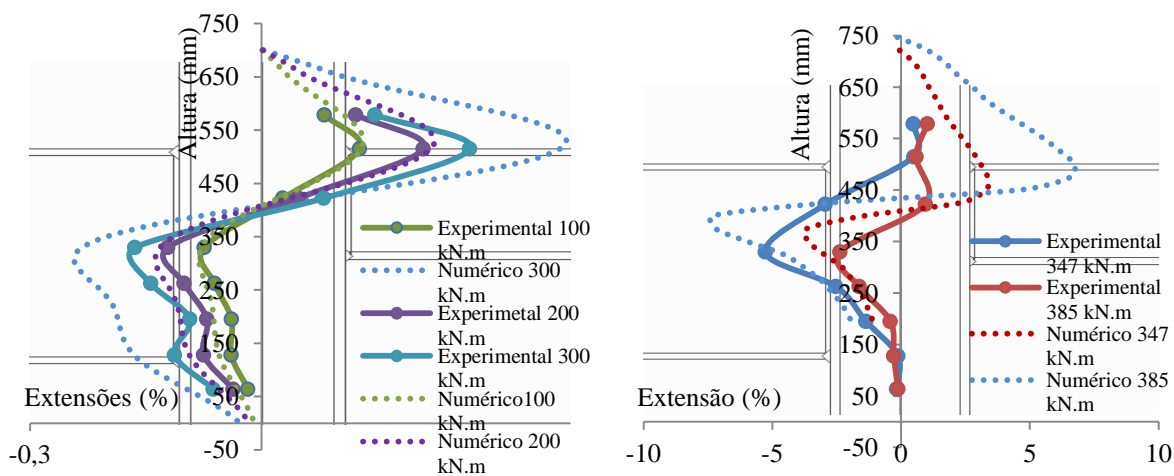 750
650
550
450
350
250
150
50
-50
Altura (mm)
Extensões (%)
-0,3
Experimental 100
kN.m
Numérico 300
kN.m
Experimetal 200
kN.m
Experimental 300
kN.m
Numérico100
kN.m
Numérico 200
kN.m
750
650
550
450
350
250
150
50
-50
Altura (mm)
Extensão (%)
-10
-5
0
5
10
Experimental
347 kN.m
Experimental
385 kN.m
Numérico 347
kN.m
Numérico 385
kN.m